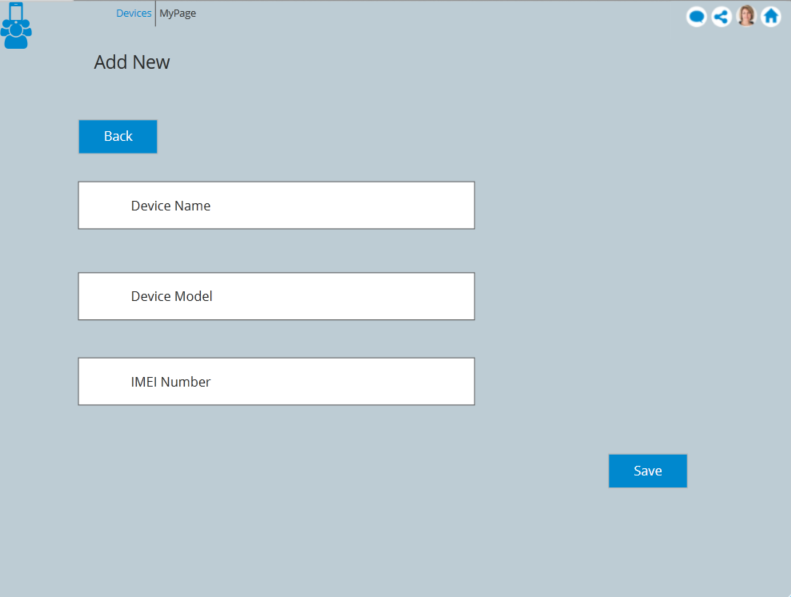 Devices MyPage
Add New
Back
Device Name
Device Model
IMEI Number
Save